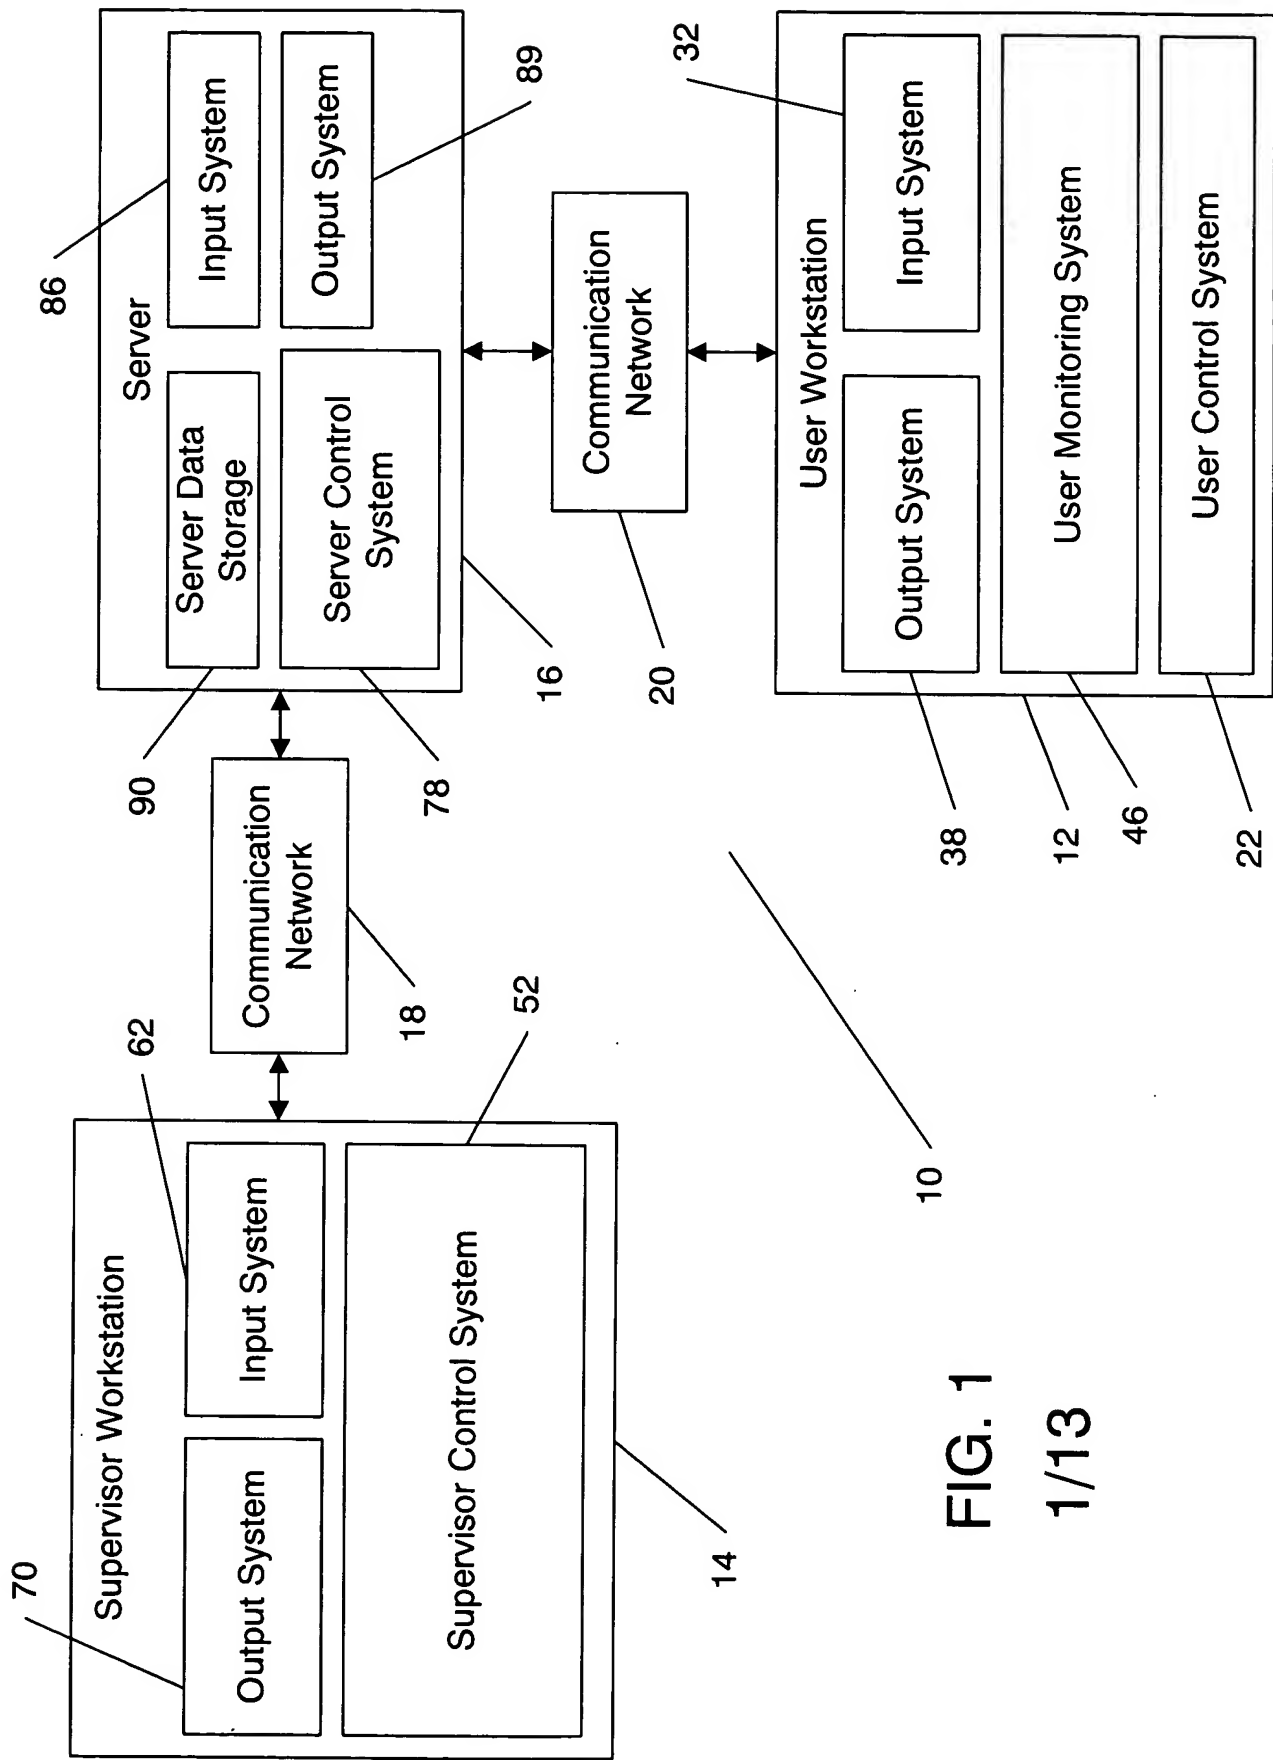 70
Supervisor Workstation
Output System
Input System
62
Supervisor Control System
52
14
Communication
Network
18
Server
Server Data
Storage
90
Input System
86
Server Control
System
78
Output System
89
16
Communication
Network
20
User Workstation
Output System
38
Input System
32
User Monitoring System
46
User Control System
22
12
10
FIG. 1
1/13